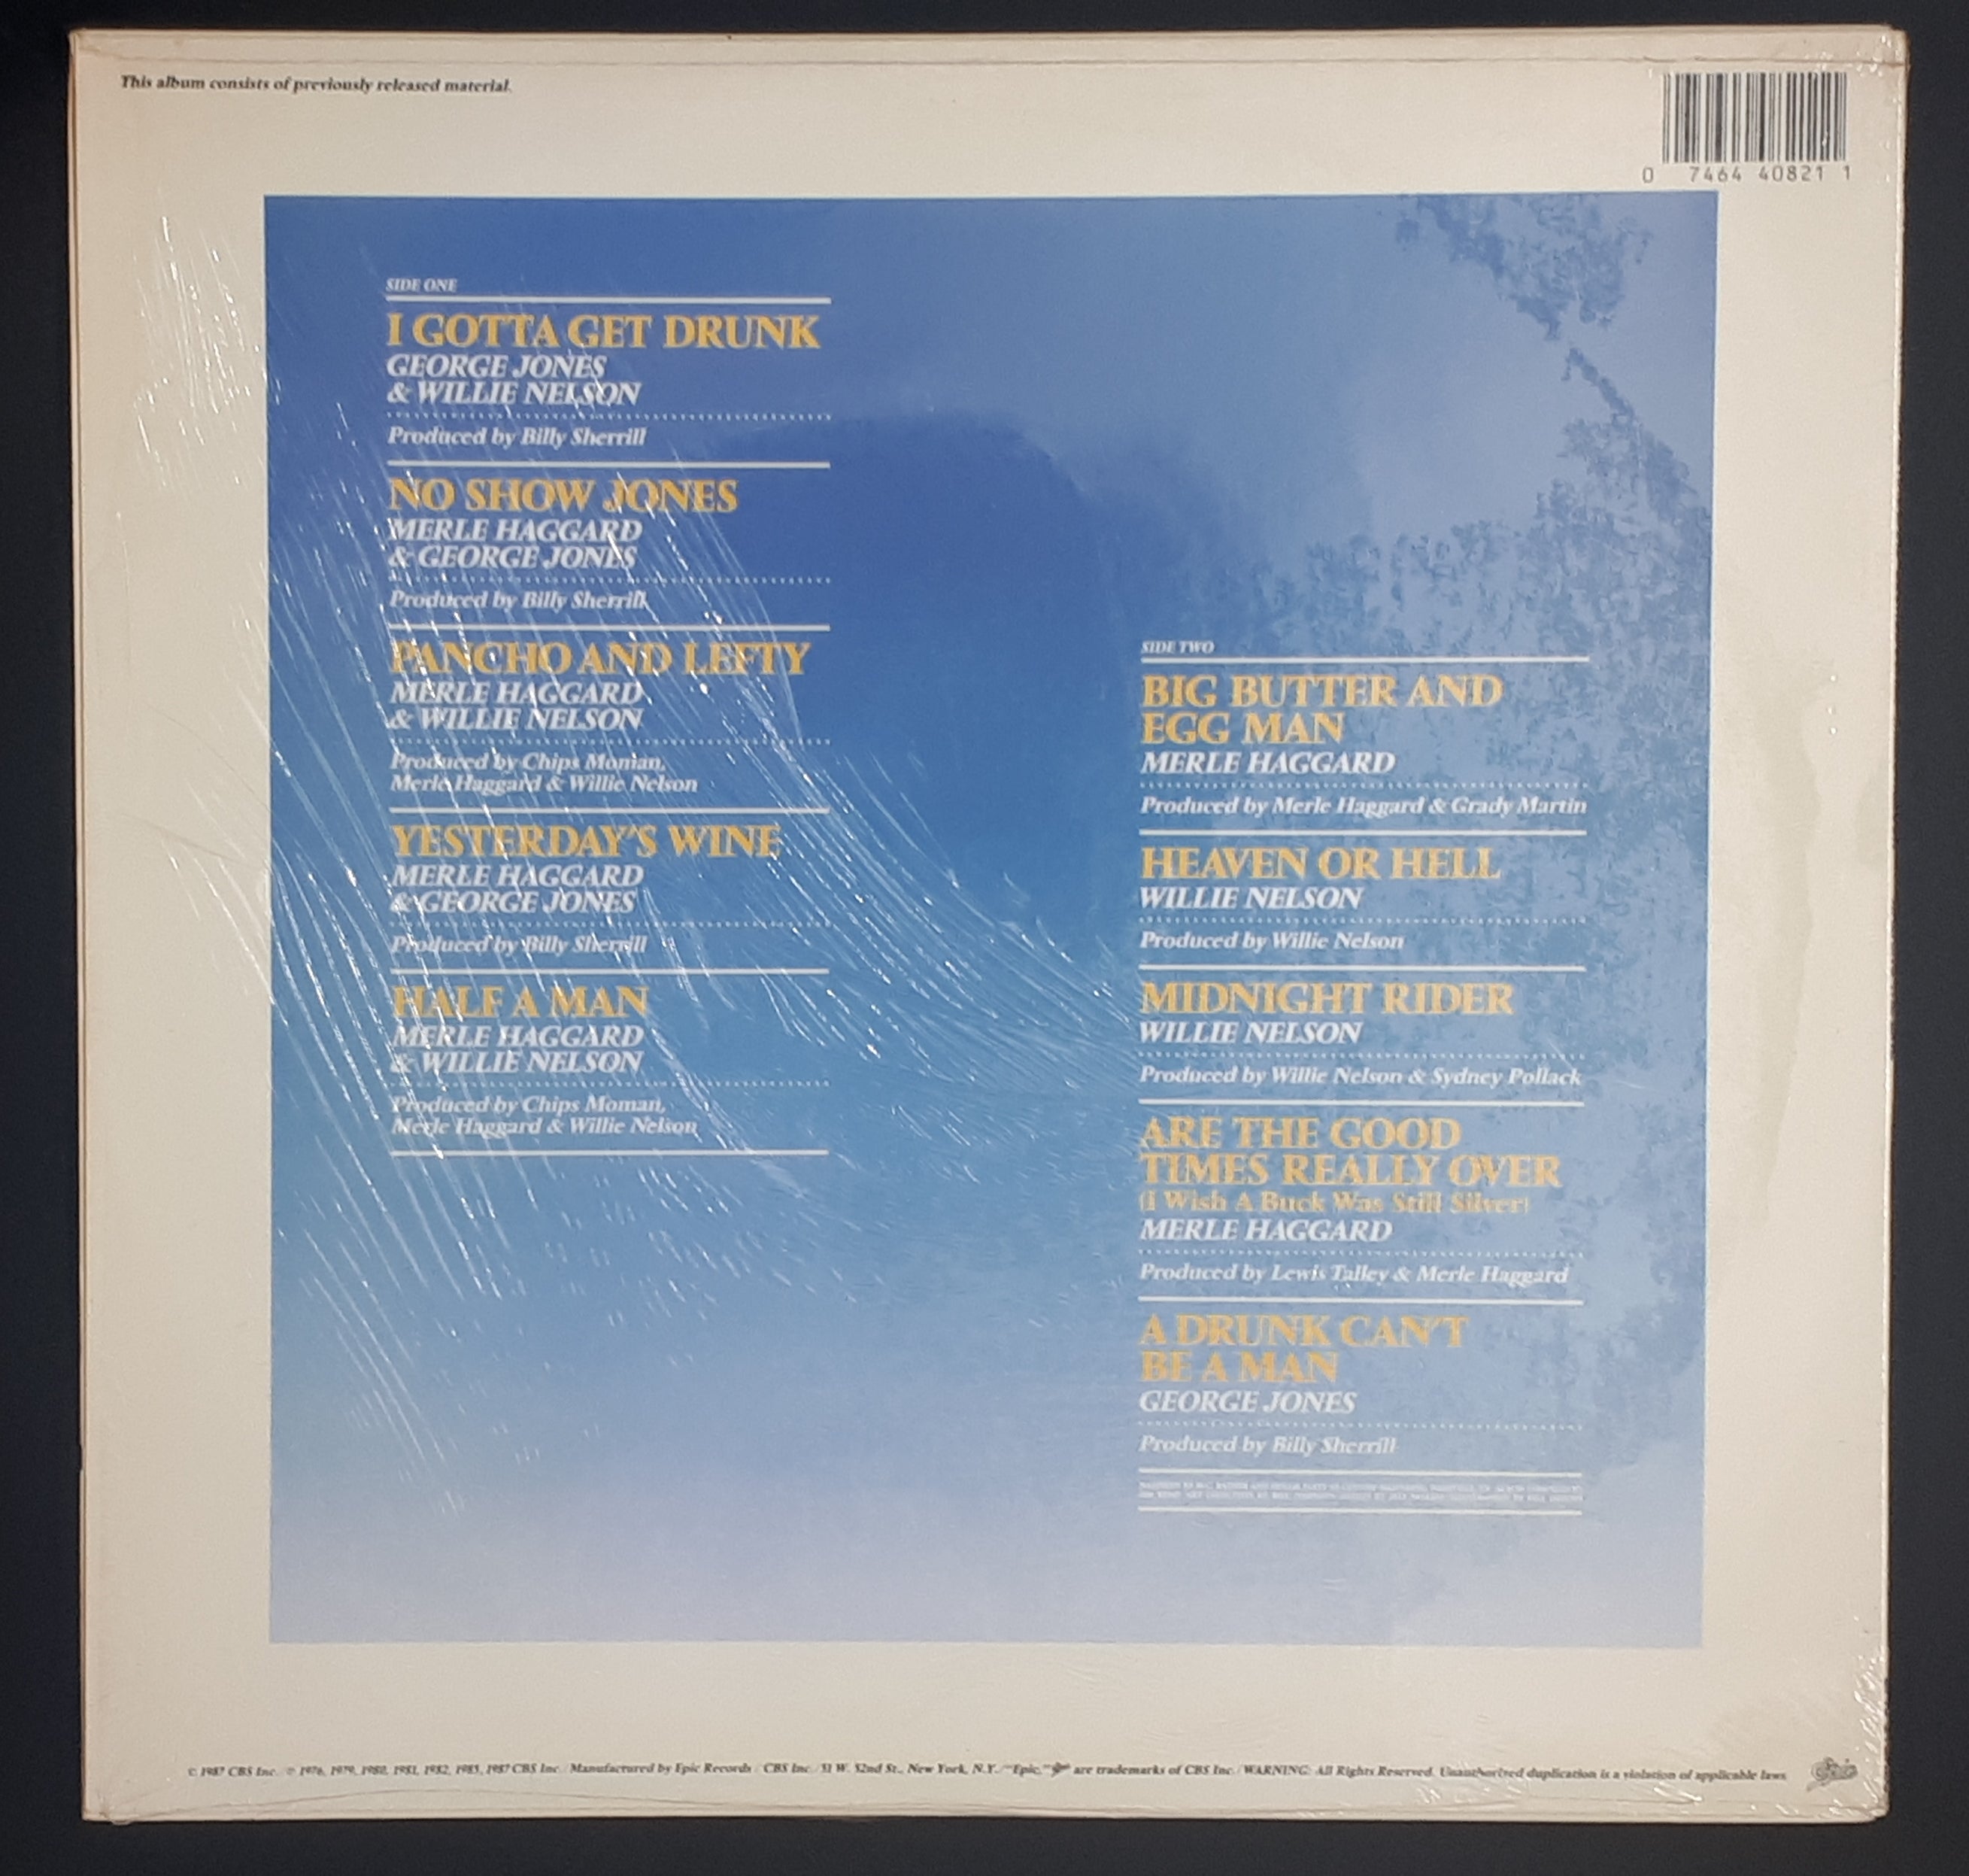 This album consists of previously released material.
0 7464 40821 1
SIDE ONE
I GOTTA GET DRUNK
GEORGE JONES
& WILLIE NELSON
Produced by Billy Sherrill
NO SHOW JONES
MERLE HAGGARD
& GEORGE JONES
Produced by Billy Sherrill
PANCHO AND LEFTY
MERLE HAGGARD
& WILLIE NELSON
Produced by Chips Moman,
Merle Haggard & Willie Nelson
YESTERDAY'S WINE
MERLE HAGGARD
& GEORGE JONES
Produced by Billy Sherrill
HALF A MAN
MERLE HAGGARD
& WILLIE NELSON
Produced by Chips Moman,
Merle Haggard & Willie Nelson
SIDE TWO
BIG BUTTER AND
EGG MAN
MERLE HAGGARD
Produced by Merle Haggard & Grady Martin
HEAVEN OR HELL
WILLIE NELSON
Produced by Willie Nelson
MIDNIGHT RIDER
WILLIE NELSON
Produced by Willie Nelson & Sydney Pollack
ARE THE GOOD
TIMES REALLY OVER
(I Wish A Buck Was Still Silver)
MERLE HAGGARD
Produced by Lewis Talley & Merle Haggard
A DRUNK CAN'T
BE A MAN
GEORGE JONES
Produced by Billy Sherrill
© 1987 CBS Inc. ℗ 1976, 1979, 1980, 1981, 1982, 1987 CBS Inc. / Manufactured by Epic Records / CBS Inc. / 51 W. 52nd St., New York, N.Y. "Epic," are trademarks of CBS Inc. / WARNING: All Rights Reserved. Unauthorized duplication is a violation of applicable laws.